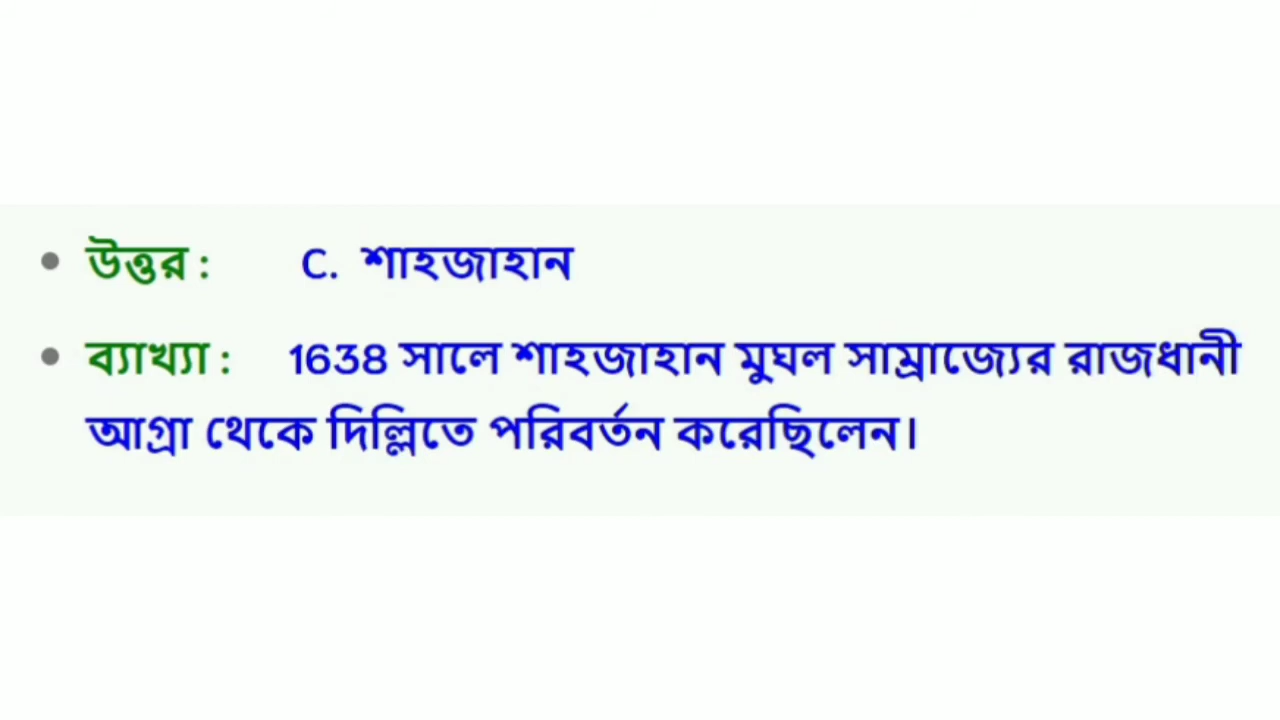 উত্তর : C. শাহজাহান
ব্যাখ্যা : 1638 সালে শাহজাহান মুঘল সাম্রাজ্যের রাজধানী
আগ্রা থেকে দিল্লিতে পরিবর্তন করেছিলেন।